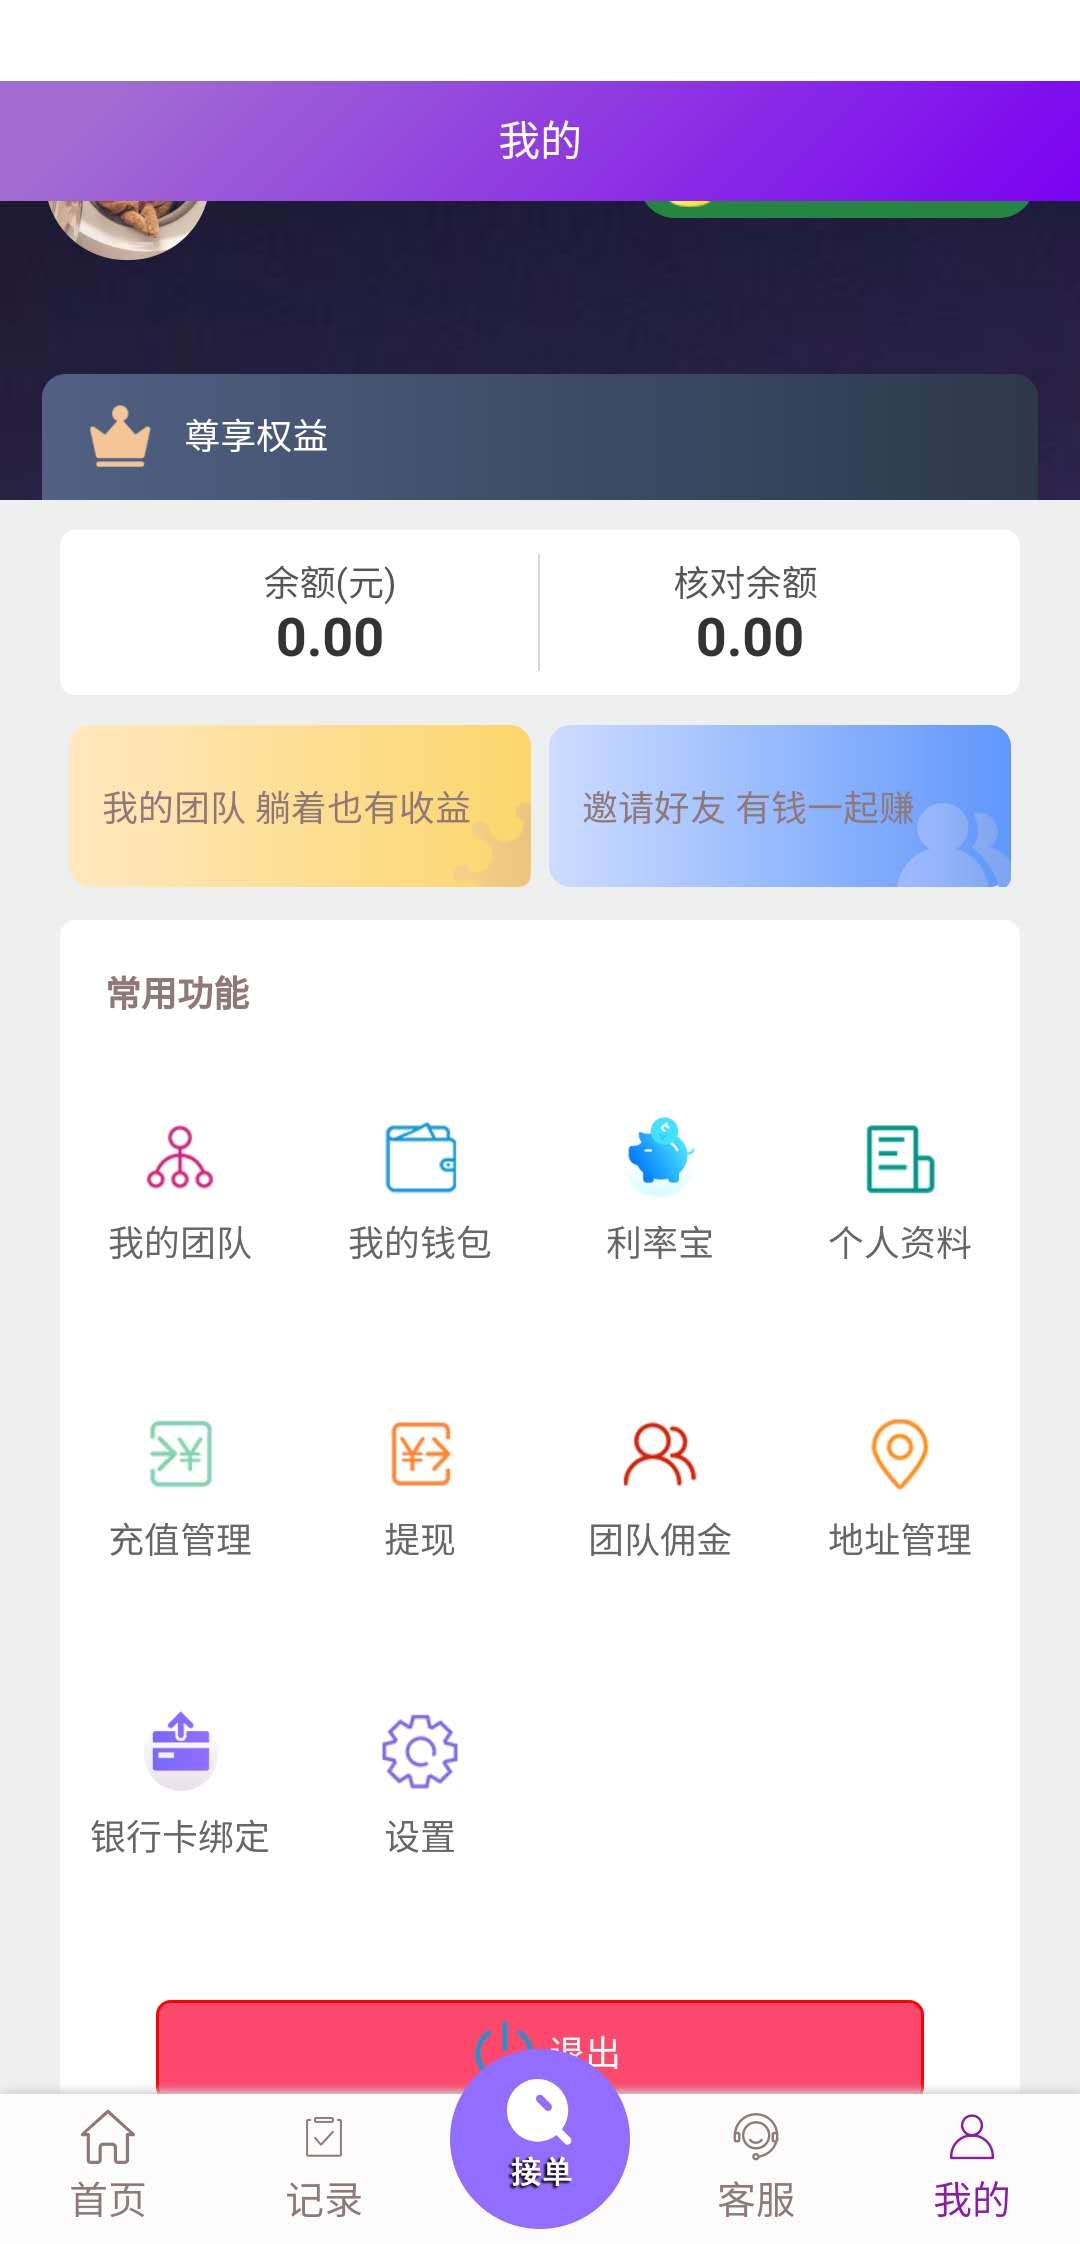 我的
尊享权益
余额(元)
0.00
核对余额
0.00
我的团队 躺着也有收益
邀请好友 有钱一起赚
常用功能
我的团队
我的钱包
利率宝
个人资料
充值管理
提现
团队佣金
地址管理
银行卡绑定
设置
退出
首页
记录
接单
客服
我的